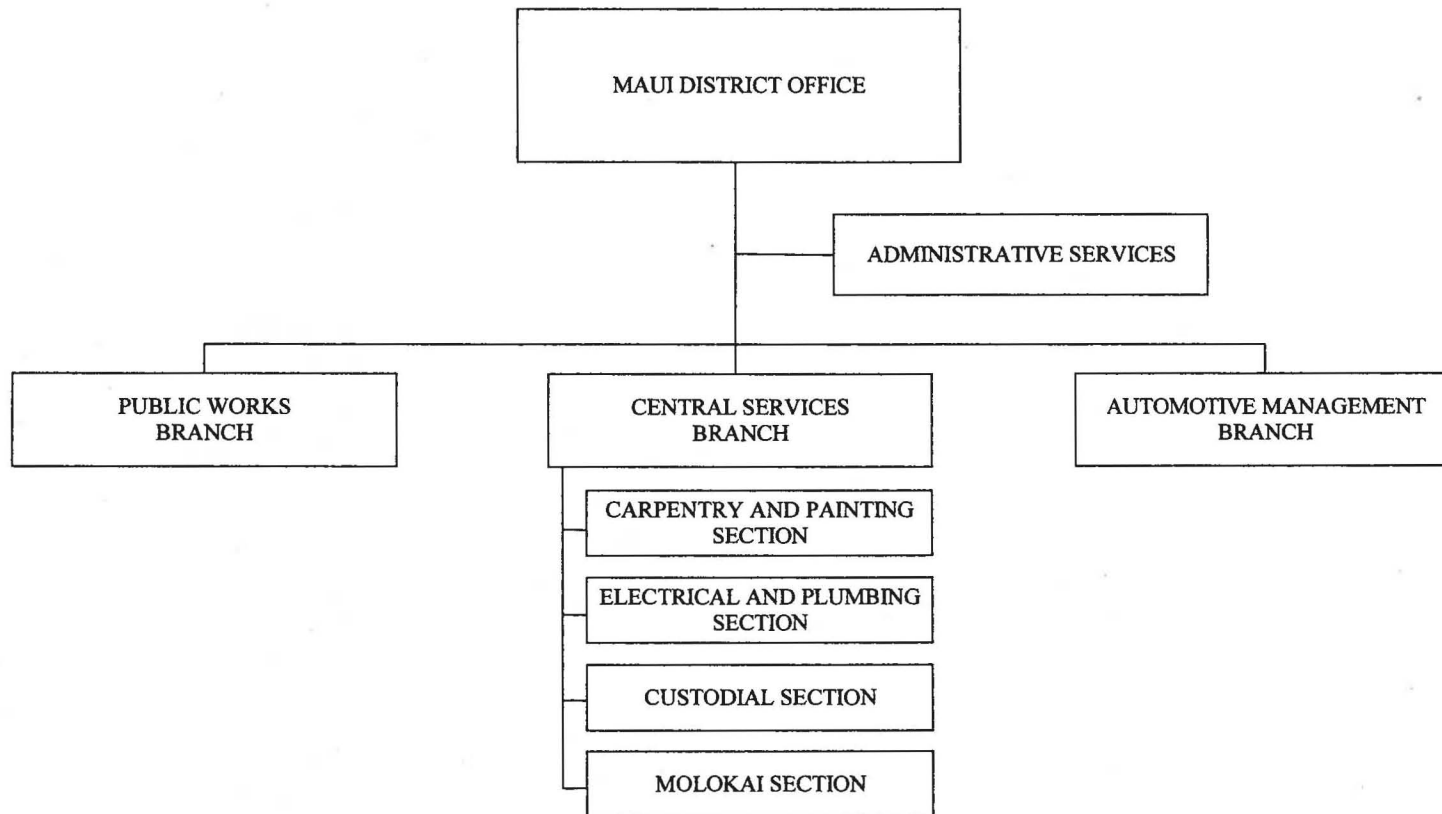 MAUI DISTRICT OFFICE
ADMINISTRATIVE SERVICES
PUBLIC WORKS
BRANCH
CENTRAL SERVICES
BRANCH
AUTOMOTIVE MANAGEMENT
BRANCH
CARPENTRY AND PAINTING
SECTION
ELECTRICAL AND PLUMBING
SECTION
CUSTODIAL SECTION
MOLOKAI SECTION